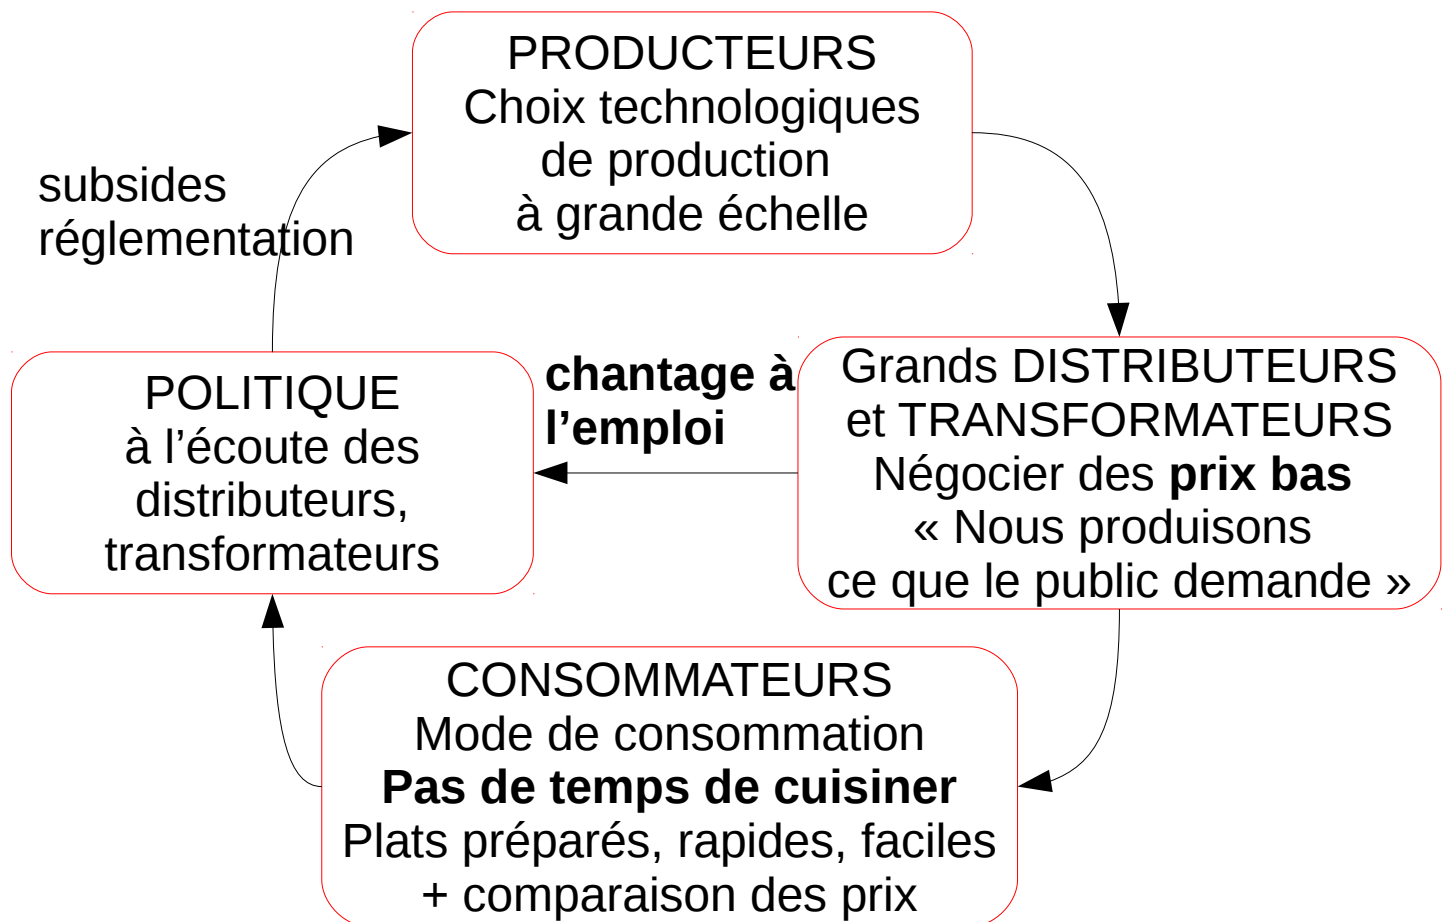 PRODUCTEURS
Choix technologiques
de production
à grande échelle
subsides
réglementation
POLITIQUE
à l’écoute des
distributeurs,
transformateurs
chantage à
l’emploi
Grands DISTRIBUTEURS
et TRANSFORMATEURS
Négocier des prix bas
« Nous produisons
ce que le public demande »
CONSOMMATEURS
Mode de consommation
Pas de temps de cuisiner
Plats préparés, rapides, faciles
+ comparaison des prix